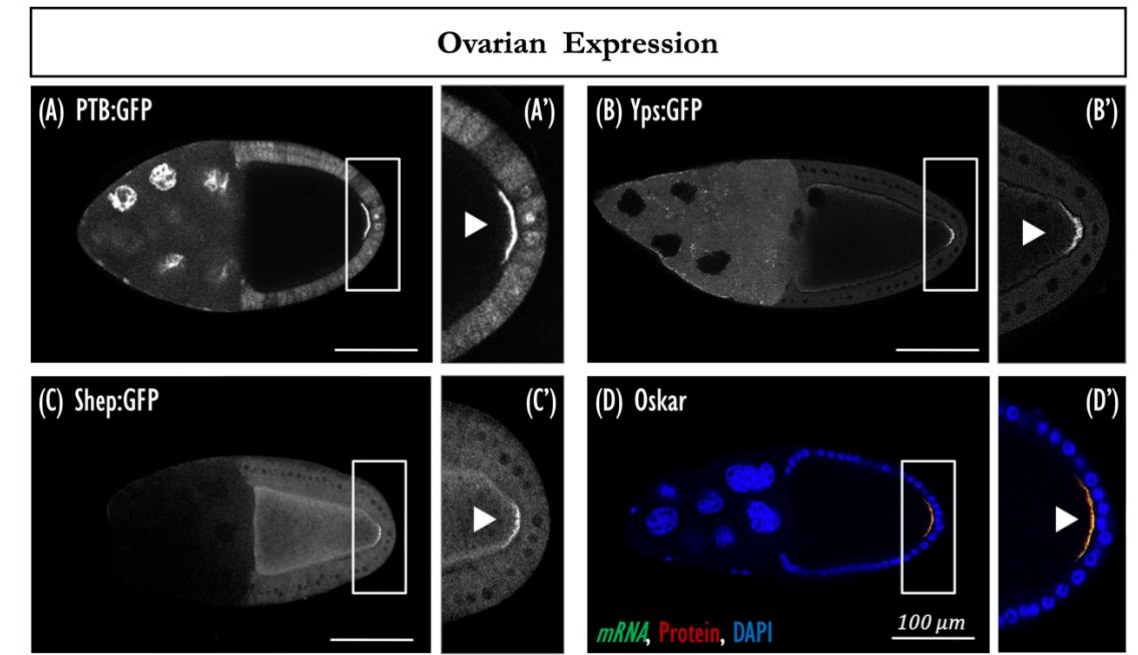 Ovarian Expression
(A) PTB:GFP
(A')
(B) Yps:GFP
(B')
(C) Shep:GFP
(C')
(D) Oskar
(D')
mRNA, Protein, DAPI
100 μm